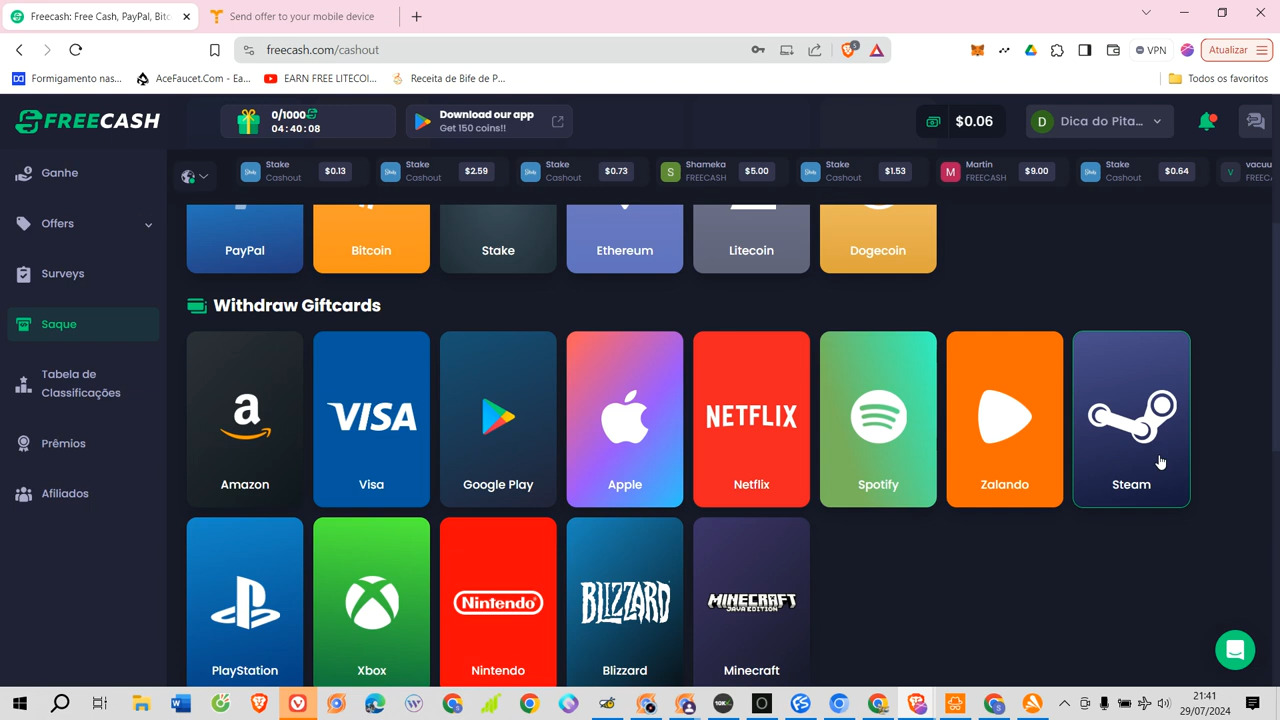 Freecash: Free Cash, PayPal, Bitc
Send offer to your mobile device
freecash.com/cashout
5
VPN
Atualizar
Formigamento nas...
AceFaucet.Com - Ea...
EARN FREE LITECOI...
Receita de Bife de P...
Todos os favoritos
FREECASH
0/1000
04:40:08
Download our app
Get 150 coins!!
$0.06
D
Dica do Pita...
Ganhe
Offers
Surveys
Saque
Tabela de
Classificações
Prêmios
Afiliados
Stake
Cashout
$0.13
Stake
Cashout
$2.59
Stake
Cashout
$0.73
S
Shameka
FREECASH
$5.00
Stake
Cashout
$1.53
M
Martin
FREECASH
$9.00
Stake
Cashout
$0.64
V
vacuu
FREEC
PayPal
Bitcoin
Stake
Ethereum
Litecoin
Dogecoin
Withdraw Giftcards
a
Amazon
VISA
Visa
Google Play
Apple
NETFLIX
Netflix
Spotify
Zalando
Steam
PlayStation
Xbox
Nintendo
Nintendo
BLIZZARD
Blizzard
MINECRAFT
JAVA EDITION
Minecraft
21:41
29/07/2024